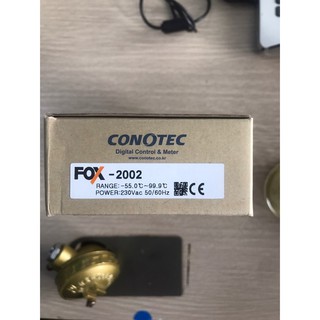 CONOTEC
Digital Control & Meter
www.conotec.co.kr
FOX-2002
RANGE: -55.0℃~99.9℃
POWER:230Vac 50/60Hz
CE